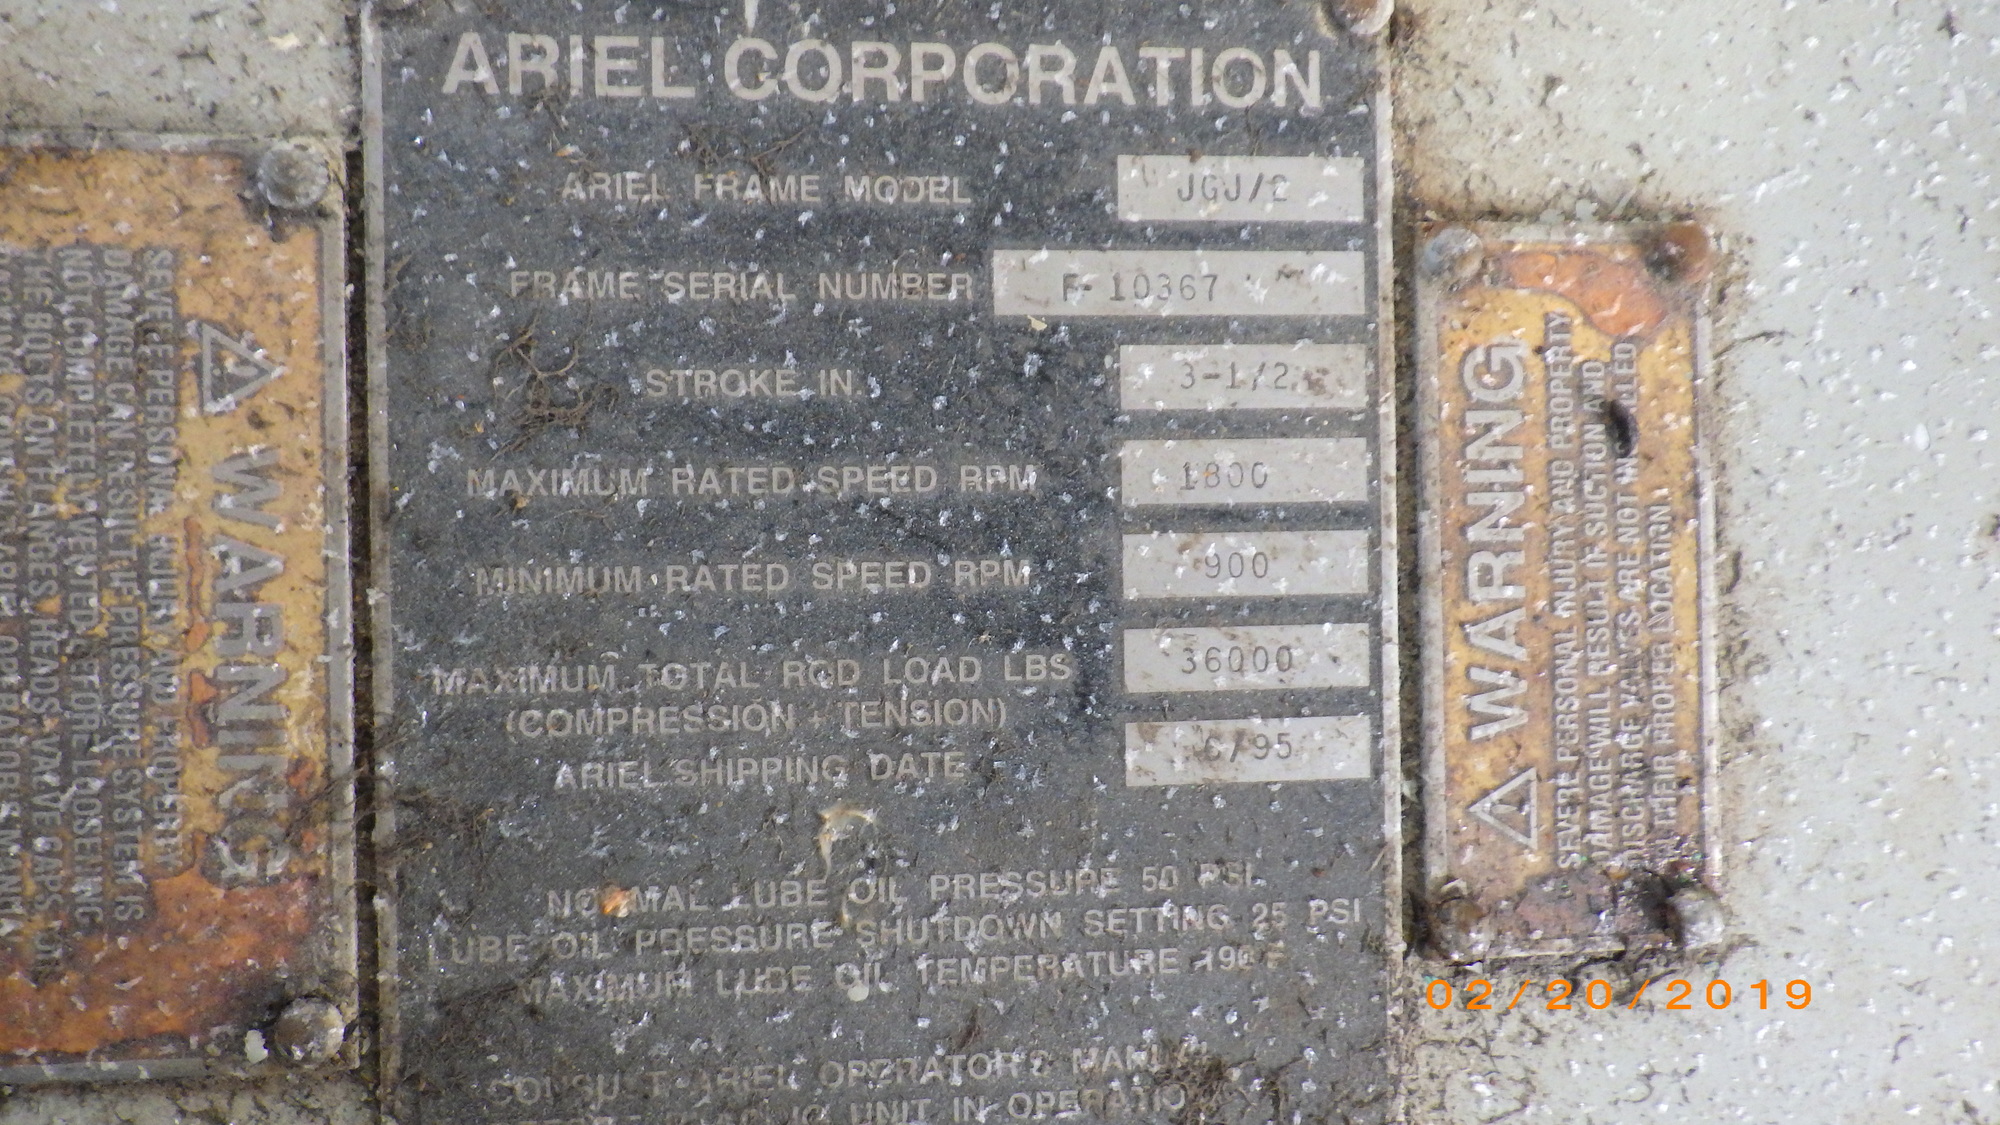 ARIEL CORPORATION
ARIEL FRAME MODEL JGJ/2
FRAME SERIAL NUMBER F-10367
STROKE IN. 3-1/2
MAXIMUM RATED SPEED RPM 1800
MINIMUM RATED SPEED RPM 900
MAXIMUM TOTAL ROD LOAD LBS 36000
(COMPRESSION + TENSION)
ARIEL SHIPPING DATE /95
NORMAL LUBE OIL PRESSURE 50 PSI
LUBE OIL PRESSURE SHUTDOWN SETTING 25 PSI
MAXIMUM LUBE OIL TEMPERATURE 190°F
CONSULT ARIEL OPERATOR'S MANUAL
UNIT IN OPERATION
WARNING
SEVERE PERSONAL INJURY AND PROPERTY
DAMAGE CAN RESULT IF PRESSURE SYSTEM IS
NOT COMPLETELY VENTED BEFORE LOOSENING
THE BOLTS ON FLANGES HEADS VALVE CAPS OR
WARNING
SEVERE PERSONAL INJURY AND PROPERTY
DAMAGE WILL RESULT IF SUCTION AND
DISCHARGE VALVES ARE NOT INSTALLED
IN THEIR PROPER LOCATION.
02/20/2019